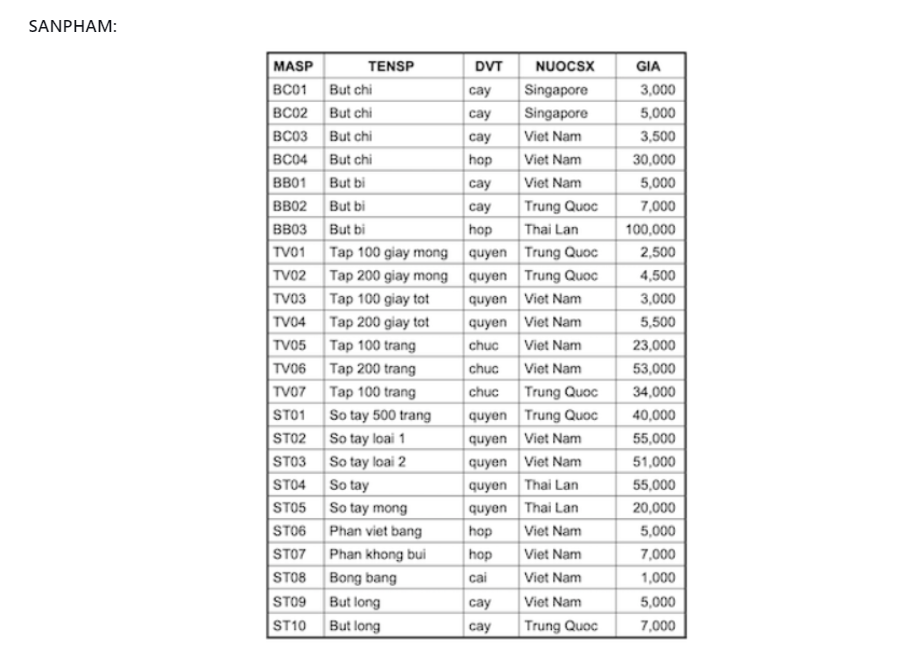 SANPHAM:
MASP TENSP DVT NUOCSX GIA
BC01 But chi cay Singapore 3,000
BC02 But chi cay Singapore 5,000
BC03 But chi cay Viet Nam 3,500
BC04 But chi hop Viet Nam 30,000
BB01 But bi cay Viet Nam 5,000
BB02 But bi cay Trung Quoc 7,000
BB03 But bi hop Thai Lan 100,000
TV01 Tap 100 giay mong quyen Trung Quoc 2,500
TV02 Tap 200 giay mong quyen Trung Quoc 4,500
TV03 Tap 100 giay tot quyen Viet Nam 3,000
TV04 Tap 200 giay tot quyen Viet Nam 5,500
TV05 Tap 100 trang chuc Viet Nam 23,000
TV06 Tap 200 trang chuc Viet Nam 53,000
TV07 Tap 100 trang chuc Trung Quoc 34,000
ST01 So tay 500 trang quyen Trung Quoc 40,000
ST02 So tay loai 1 quyen Viet Nam 55,000
ST03 So tay loai 2 quyen Viet Nam 51,000
ST04 So tay quyen Thai Lan 55,000
ST05 So tay mong quyen Thai Lan 20,000
ST06 Phan viet bang hop Viet Nam 5,000
ST07 Phan khong bui hop Viet Nam 7,000
ST08 Bong bang cai Viet Nam 1,000
ST09 But long cay Viet Nam 5,000
ST10 But long cay Trung Quoc 7,000